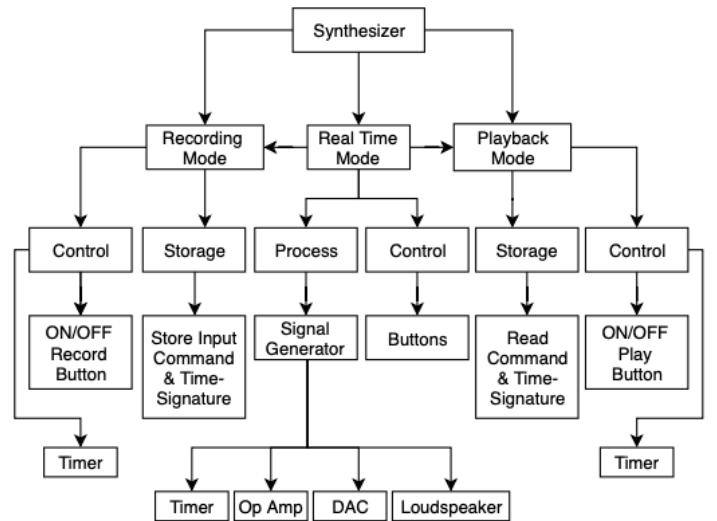 Synthesizer
Recording
Mode
Real Time
Mode
Playback
Mode
Control
Storage
Process
Control
Storage
Control
ON/OFF
Record
Button
Store Input
Command
& Time-
Signature
Signal
Generator
Buttons
Read
Command
& Time-
Signature
ON/OFF
Play
Button
Timer
Timer
Timer
Op Amp
DAC
Loudspeaker